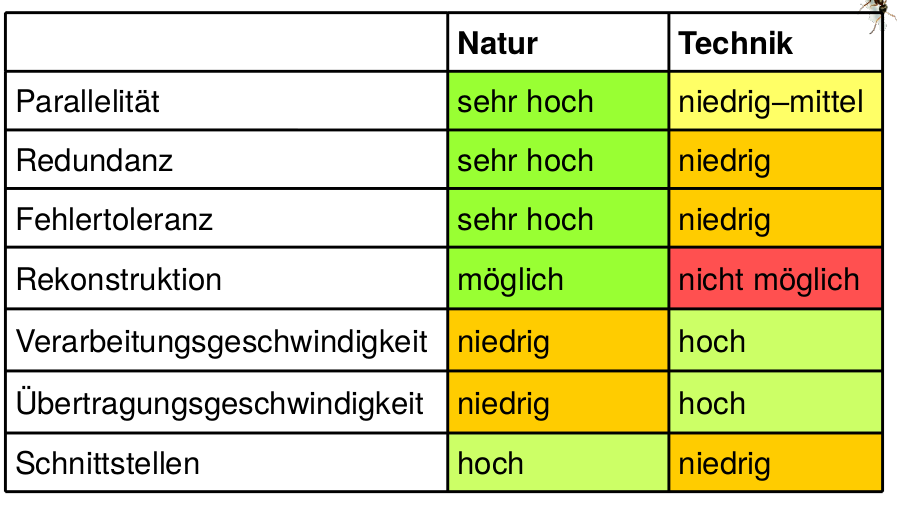 Natur Technik
Parallelität sehr hoch niedrig–mittel
Redundanz sehr hoch niedrig
Fehlertoleranz sehr hoch niedrig
Rekonstruktion möglich nicht möglich
Verarbeitungsgeschwindigkeit niedrig hoch
Übertragungsgeschwindigkeit niedrig hoch
Schnittstellen hoch niedrig